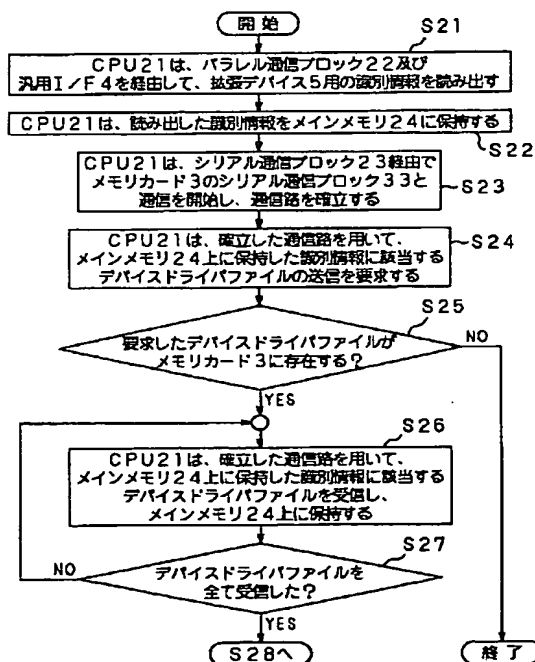 開始
S21
CPU21は、パラレル通信ブロック22及び
汎用I/F4を経由して、拡張デバイス5用の識別情報を読み出す
CPU21は、読み出した識別情報をメインメモリ24に保持する
S22
CPU21は、シリアル通信ブロック23経由で
メモリカード3のシリアル通信ブロック33と
通信を開始し、通信路を確立する
S23
CPU21は、確立した通信路を用いて、
メインメモリ24上に保持した識別情報に該当する
デバイスドライバファイルの送信を要求する
S24
S25
要求したデバイスドライバファイルが
メモリカード3に存在する?
NO
YES
S26
CPU21は、確立した通信路を用いて、
メインメモリ24上に保持した識別情報に該当する
デバイスドライバファイルを受信し、
メインメモリ24上に保持する
S27
NO
デバイスドライバファイルを
全て受信した?
YES
S28へ
終了